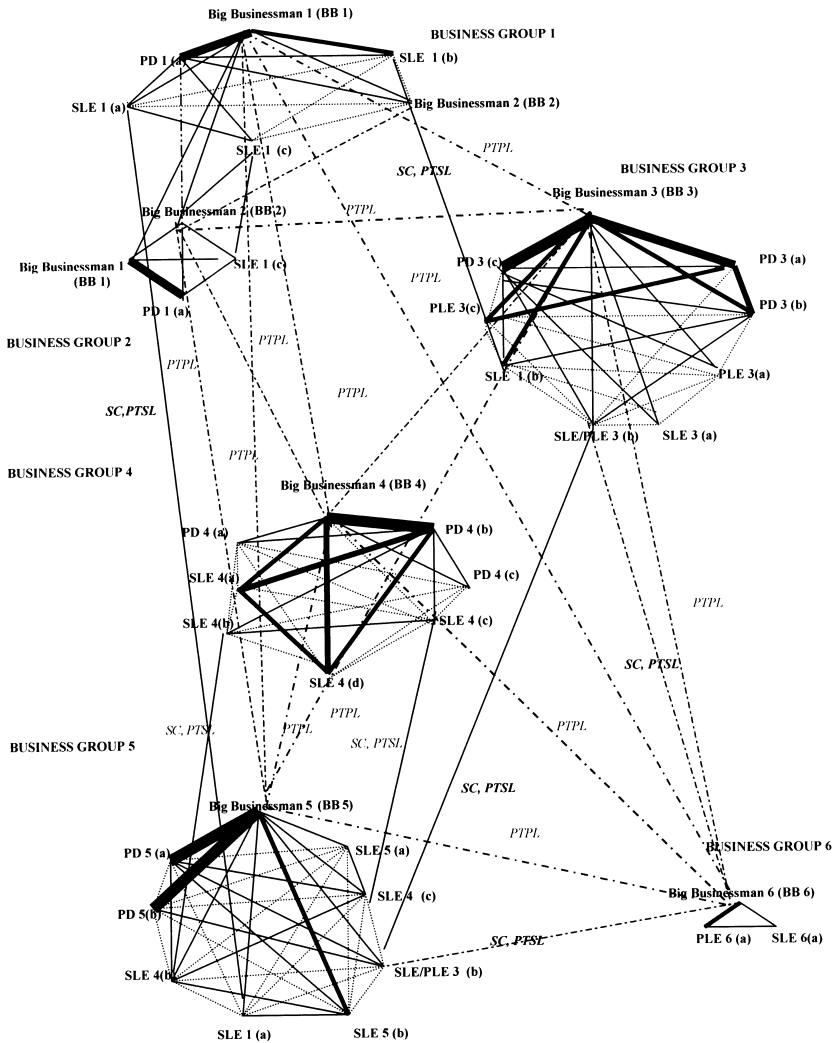 Big Businessman 1 (BB 1)
BUSINESS GROUP 1
PD 1 (a)
SLE 1 (b)
SLE 1 (a)
Big Businessman 2 (BB 2)
SLE 1 (c)
PTPL
SC, PTSL
BUSINESS GROUP 3
Big Businessman 3 (BB 3)
Big Businessman 2 (BB 2)
PTPL
Big Businessman 1
(BB 1)
SLE 1 (c)
PD 3 (c)
PD 3 (a)
PTPL
PD 1 (a)
PLE 3(c)
PD 3 (b)
BUSINESS GROUP 2
PTPL
PTPL
SLE 1 (b)
PLE 3(a)
PTPL
SC,PTSL
SLE/PLE 3 (b)
SLE 3 (a)
PTPL
BUSINESS GROUP 4
Big Businessman 4 (BB 4)
PD 4 (a)
PD 4 (b)
SLE 4(a)
PD 4 (c)
PTPL
SLE 4(b)
SLE 4 (c)
SC, PTSL
SLE 4 (d)
PTPL
SC, PTSL
PTPL
PTPL
SC, PTSL
BUSINESS GROUP 5
SC, PTSL
Big Businessman 5 (BB 5)
PTPL
BUSINESS GROUP 6
PD 5 (a)
SLE 5 (a)
SLE 4 (c)
Big Businessman 6 (BB 6)
PD 5(b)
PLE 6 (a)
SLE 6(a)
SC, PTSL
SLE 4(b)
SLE/PLE 3 (b)
SLE 1 (a)
SLE 5 (b)